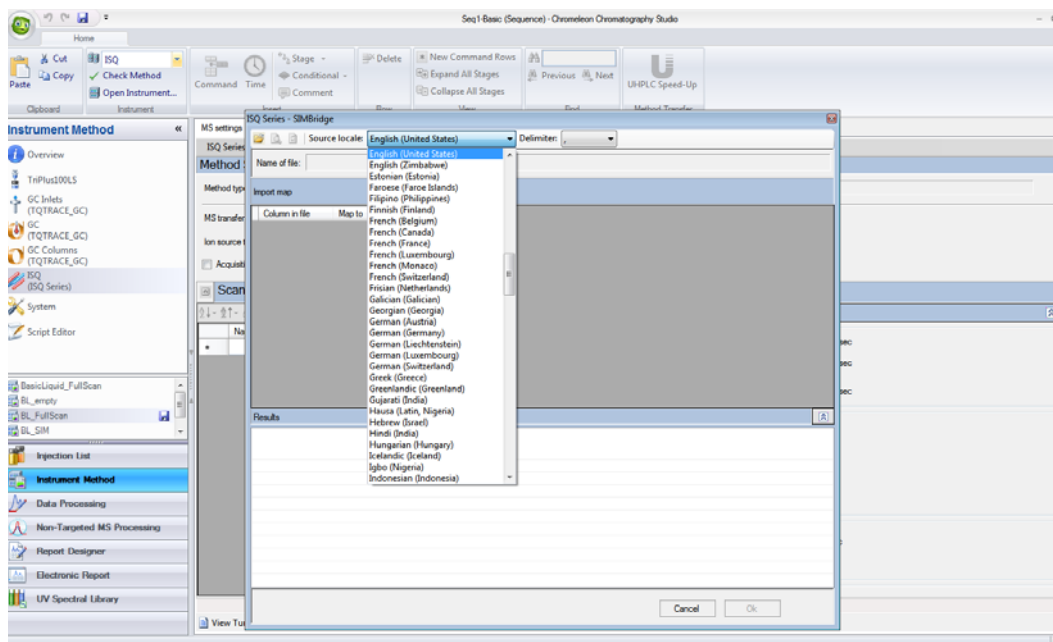 Seq1-Basic (Sequence) - Chromeleon Chromatography Studio
Home
Cut
Copy
Paste
Clipboard
ISQ
Check Method
Open Instrument...
Instrument
Command
Time
Stage
Conditional
Comment
Insert
Delete
Row
New Command Rows
Expand All Stages
Collapse All Stages
View
Previous
Next
Find
UHPLC Speed-Up
Method Transfer
Instrument Method «
Overview
TriPlus100LS
GC Inlets
(TQTRACE_GC)
GC
(TQTRACE_GC)
GC Columns
(TQTRACE_GC)
ISQ
(ISQ Series)
System
Script Editor
BasicLiquid_FullScan
BL_empty
BL_FullScan
BL_SIM
Injection List
Instrument Method
Data Processing
Non-Targeted MS Processing
Report Designer
Electronic Report
UV Spectral Library
MS settings
ISQ Series
Method
Method typ
MS transfer
Ion source t
Acquisiti
Scan
Na
View Tu
ISQ Series - SIMBridge
Source locale: English (United States)
Delimiter: ,
Name of file:
Import map
Column in file
Map to
English (United States)
English (Zimbabwe)
Estonian (Estonia)
Faroese (Faroe Islands)
Filipino (Philippines)
Finnish (Finland)
French (Belgium)
French (Canada)
French (France)
French (Luxembourg)
French (Monaco)
French (Switzerland)
Frisian (Netherlands)
Galician (Galician)
Georgian (Georgia)
German (Austria)
German (Germany)
German (Liechtenstein)
German (Luxembourg)
German (Switzerland)
Greek (Greece)
Greenlandic (Greenland)
Gujarati (India)
Hausa (Latin, Nigeria)
Hebrew (Israel)
Hindi (India)
Hungarian (Hungary)
Icelandic (Iceland)
Igbo (Nigeria)
Indonesian (Indonesia)
Results
Cancel
Ok
sec
sec
sec